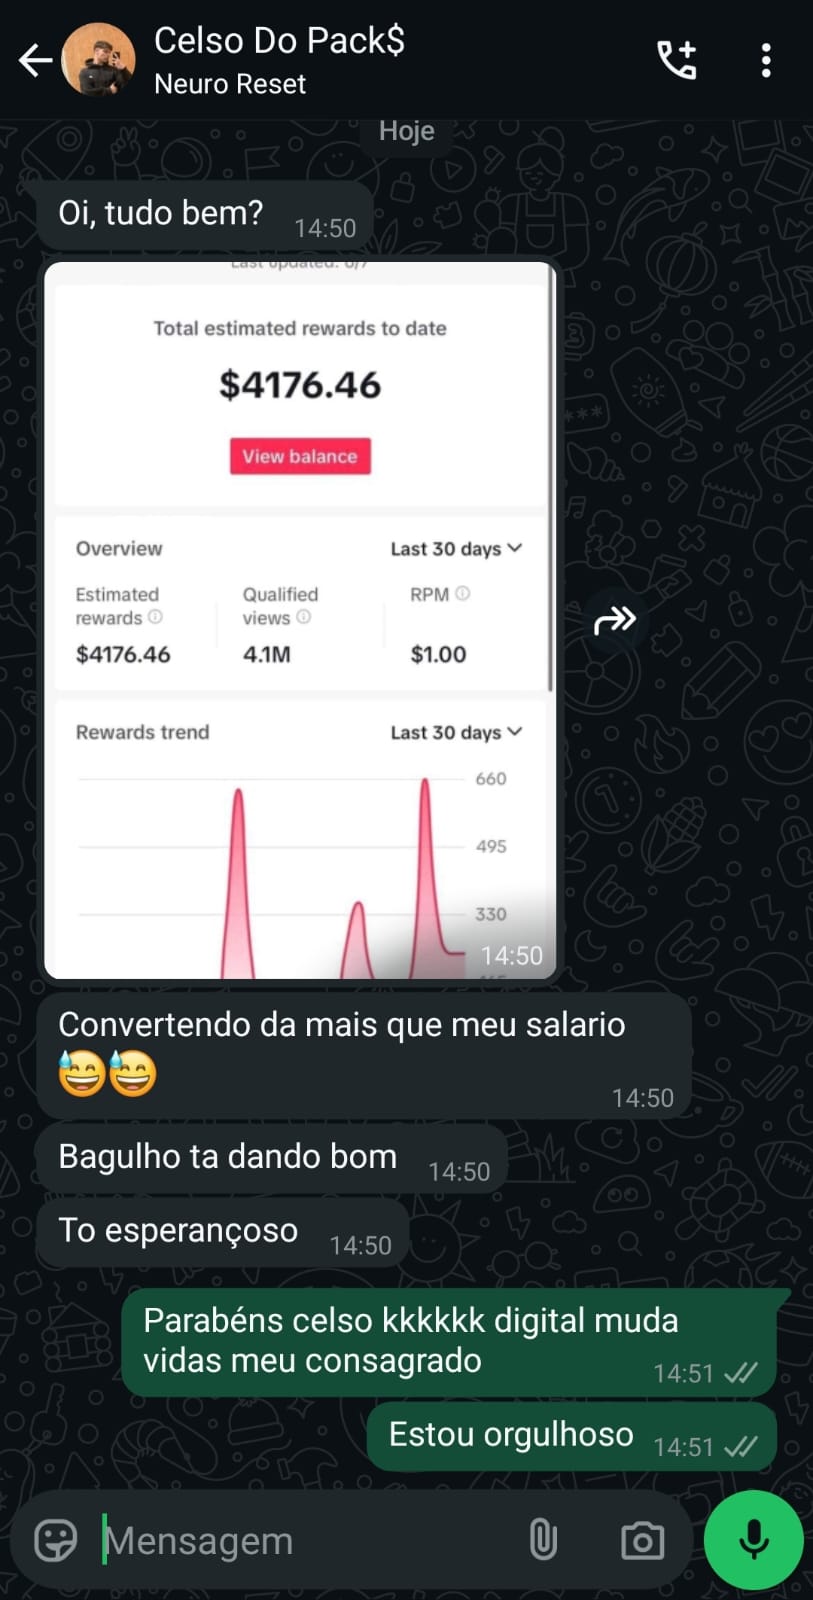 Celso Do Pack$
Neuro Reset
Hoje
Oi, tudo bem?
14:50
Last updated: 6/7
Total estimated rewards to date
$4176.46
View balance
Overview
Last 30 days
Estimated rewards
Qualified views
RPM
$4176.46
4.1M
$1.00
Rewards trend
Last 30 days
660
495
330
14:50
Convertendo da mais que meu salario
😅😅
14:50
Bagulho ta dando bom
14:50
To esperançoso
14:50
Parabéns celso kkkkkk digital muda
vidas meu consagrado
14:51
Estou orgulhoso
14:51
Mensagem